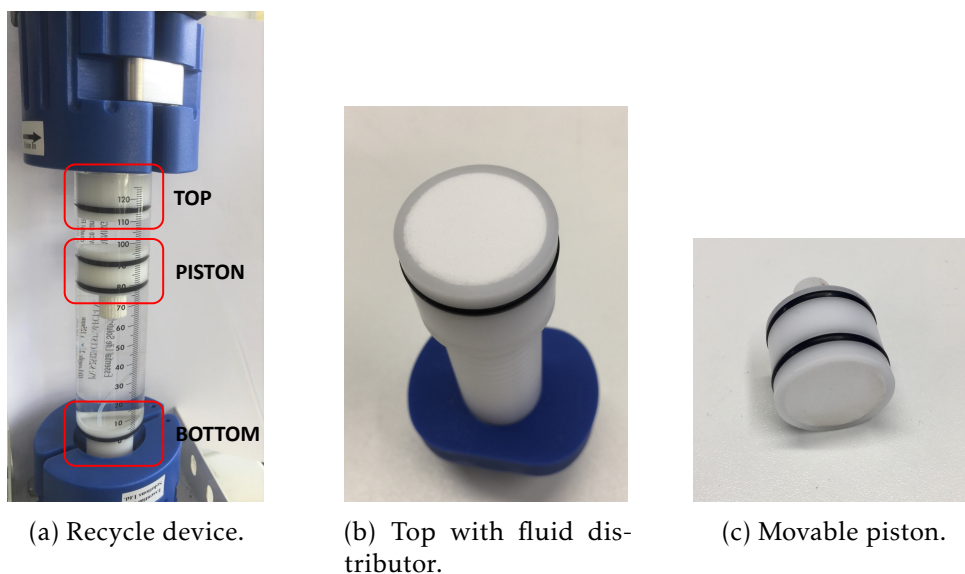 TOP
PISTON
BOTTOM
120
110
100
80
70
60
50
40
30
20
10
0
(a) Recycle device.
(b) Top with fluid dis-
tributor.
(c) Movable piston.